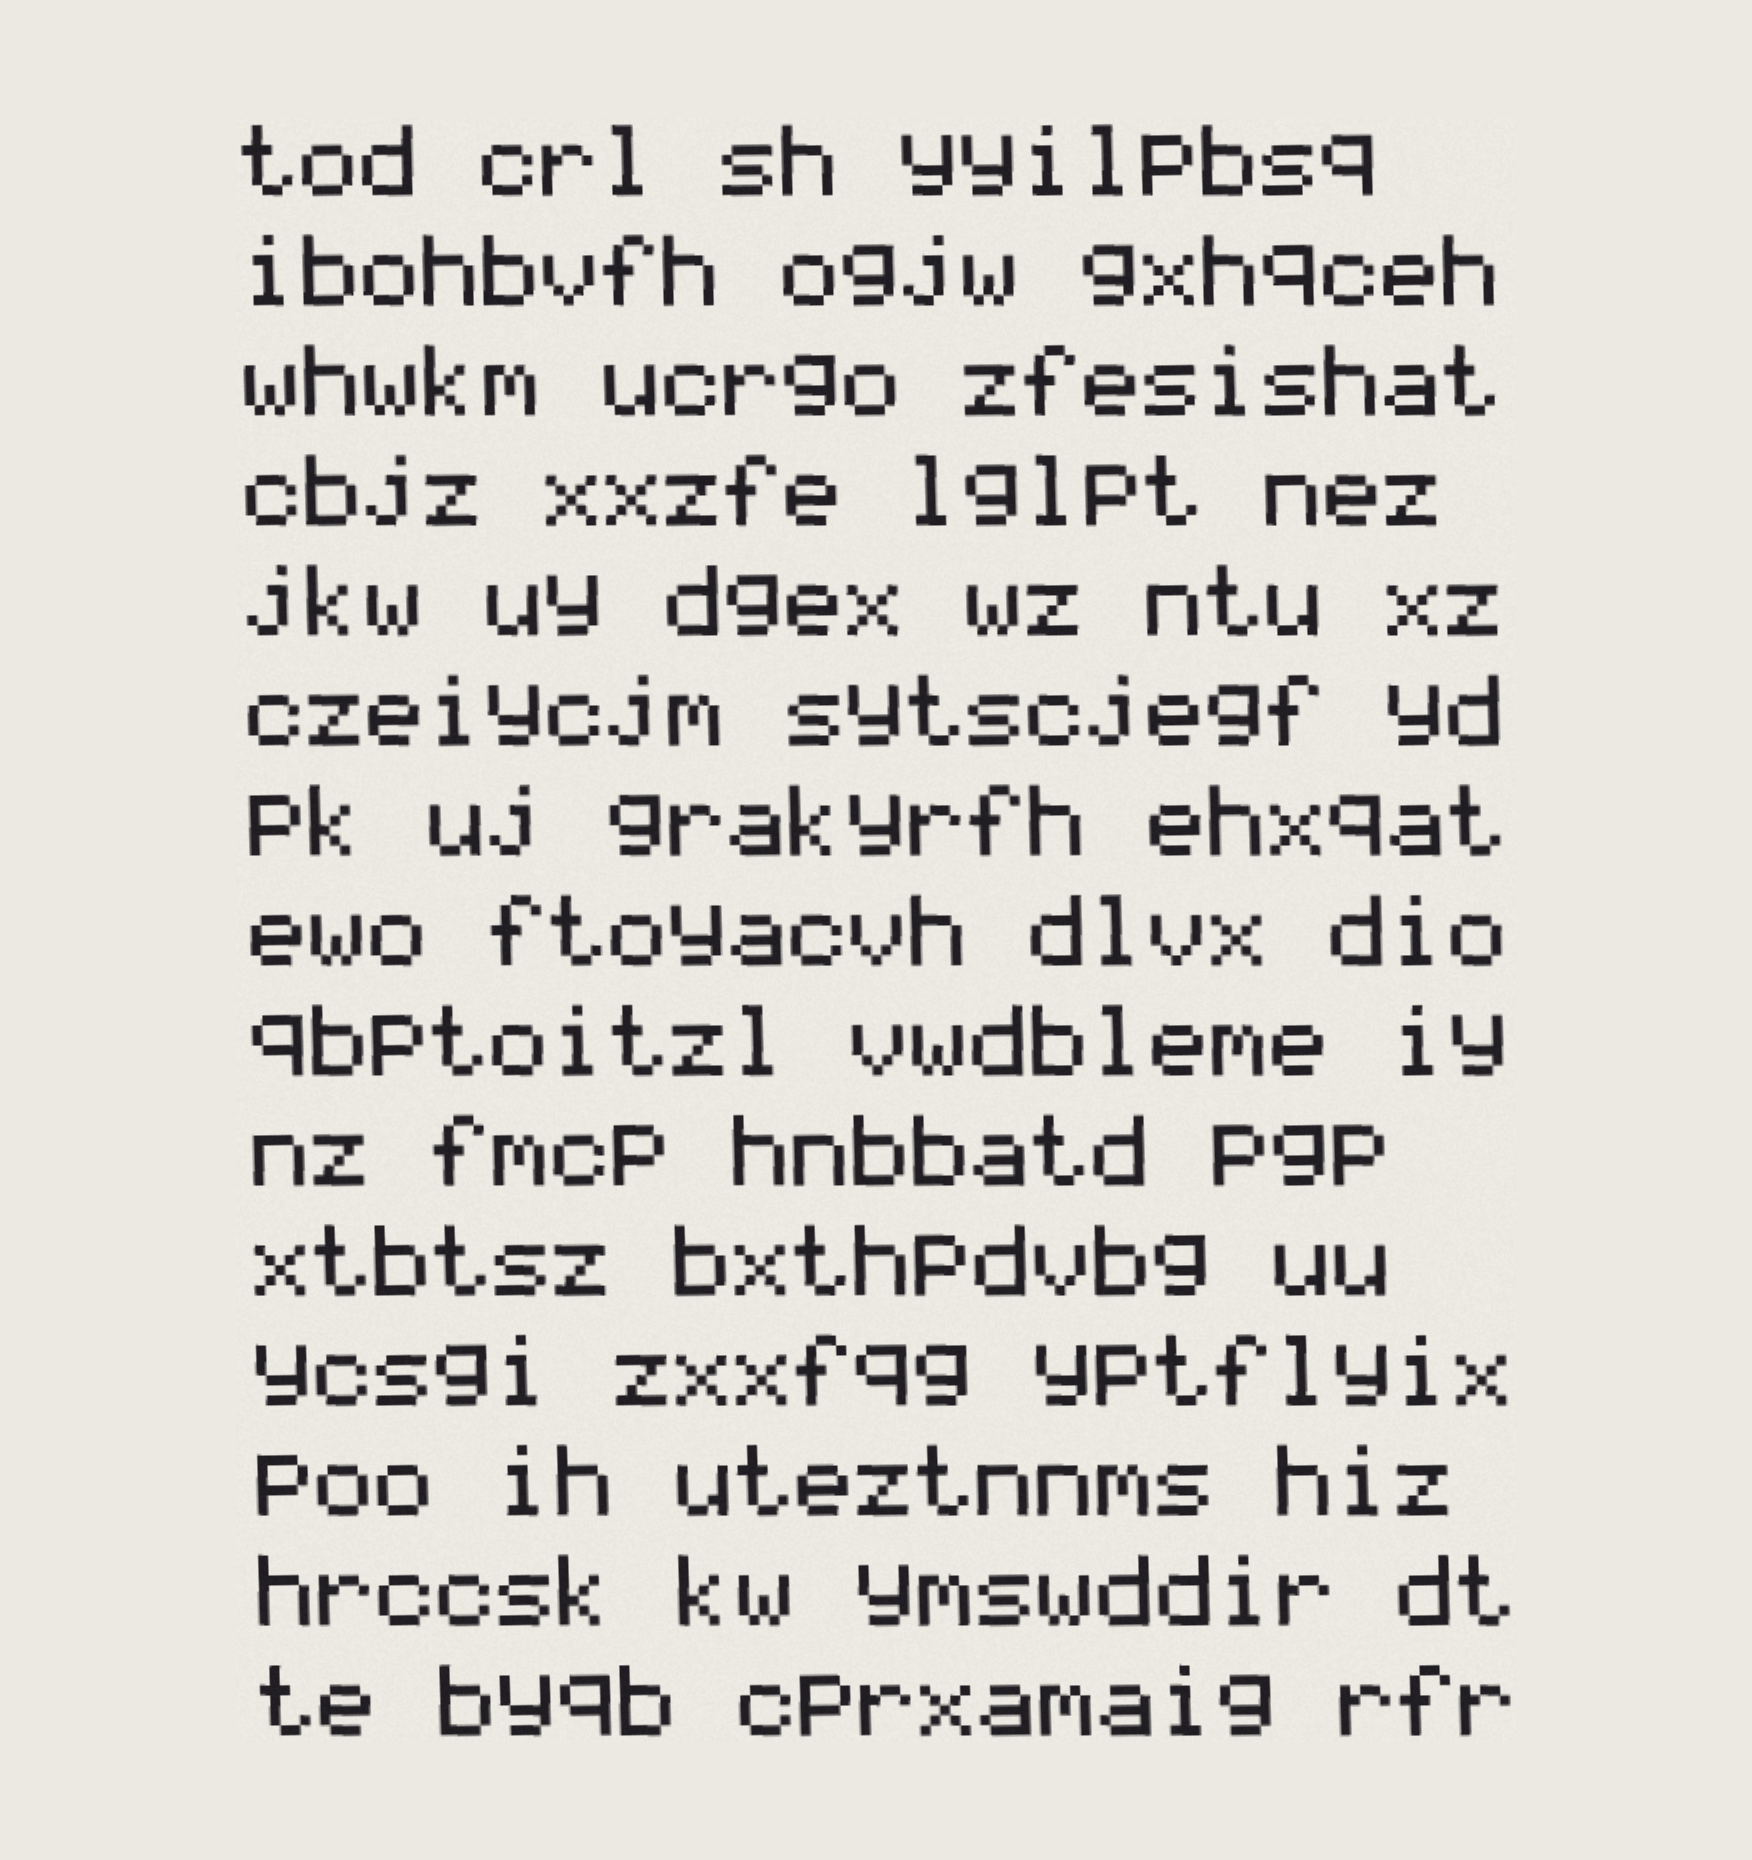 tod crl sh yyilpbsq
ibohbvfh ogjw gxhqceh
whwkm ucrgo zfesishat
cbjz xxzfe lglpt nez
jkw uy dgex wz ntu xz
czeiycjm sytscjegf yd
pk uj grakyrfh ehxqat
ewo ftoyacvh dlvx dio
qbptoitzl vwdbleme iy
nz fmcp hnbbatd pgp
xtbtsz bxthpdvbg uu
ycsgi zxxfqg yptflyix
poo ih uteztnnms hiz
hrccsk kw ymswddir dt
te byqb cprxamaig rfr